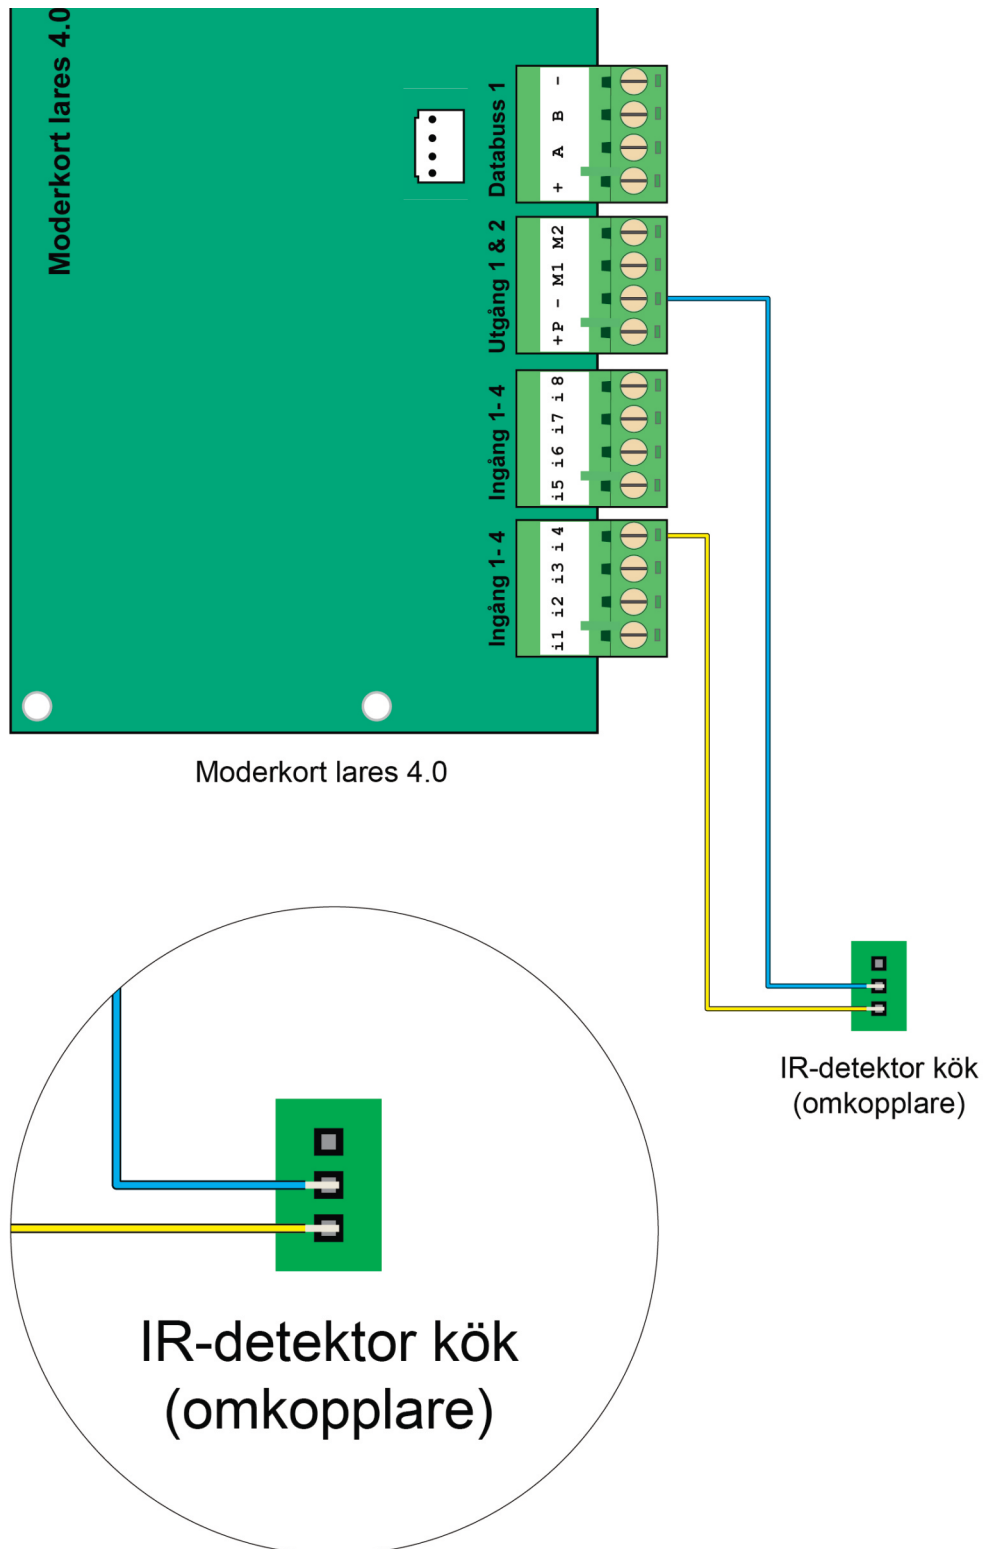 Moderkort lares 4.0
Databuss 1
+ A B -
Utgång 1 & 2
+P - M1 M2
Ingång 1- 4
i5 i6 i7 i8
Ingång 1- 4
i1 i2 i3 i4
Moderkort lares 4.0
IR-detektor kök
(omkopplare)
IR-detektor kök
(omkopplare)